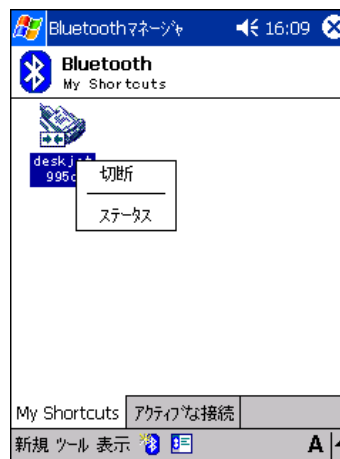 Bluetoothﾏﾈｰｼﾞｬ 16:09
Bluetooth
My Shortcuts
deskjet
995c
切断
ｽﾃｰﾀｽ
My Shortcuts ｱｸﾃｨﾌﾞな接続
新規 ﾂｰﾙ 表示 A